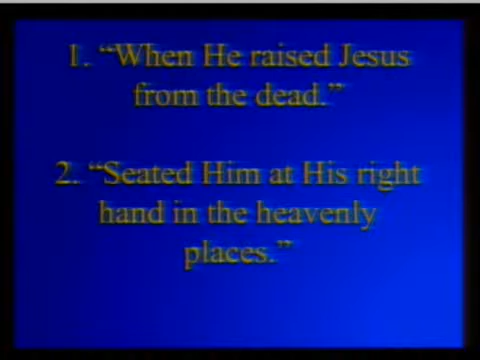 1. “When He raised Jesus
from the dead.”
2. “Seated Him at His right
hand in the heavenly
places.”